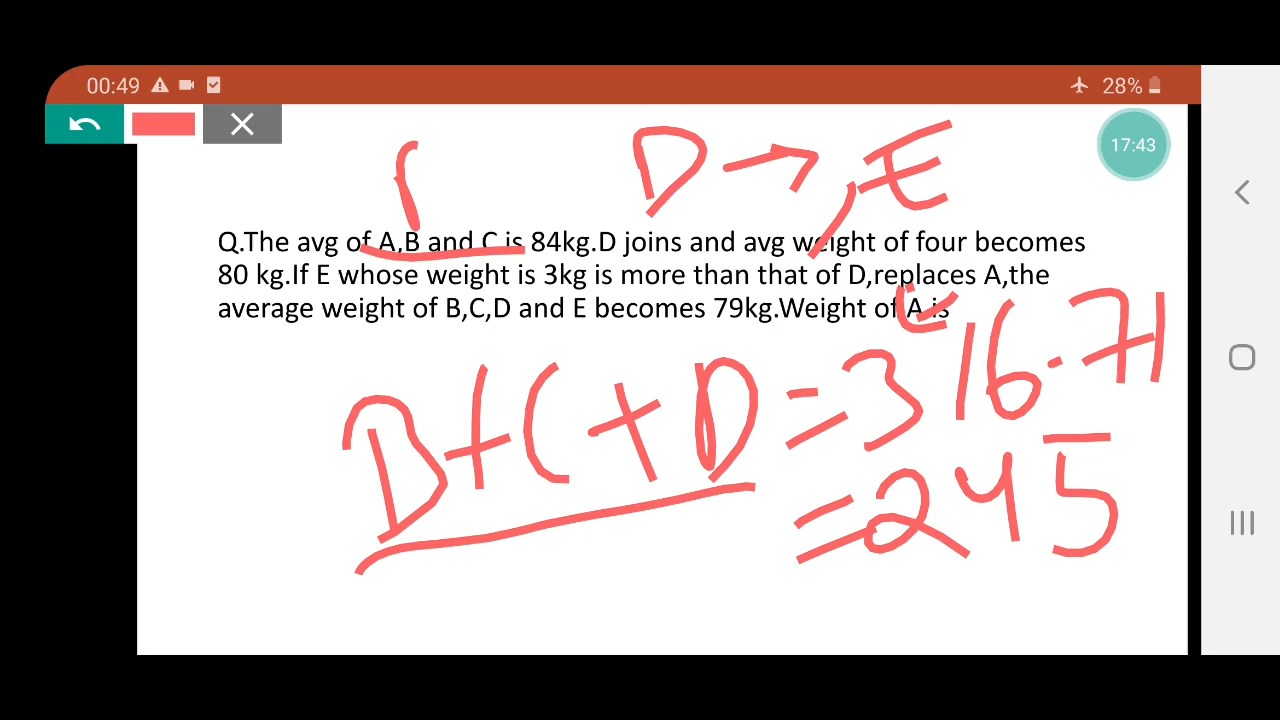 00:49
28%
17:43
D → E
Q.The avg of A,B and C is 84kg.D joins and avg weight of four becomes
80 kg.If E whose weight is 3kg is more than that of D,replaces A,the
average weight of B,C,D and E becomes 79kg.Weight of A is
B+C+D = 316-71
= 245